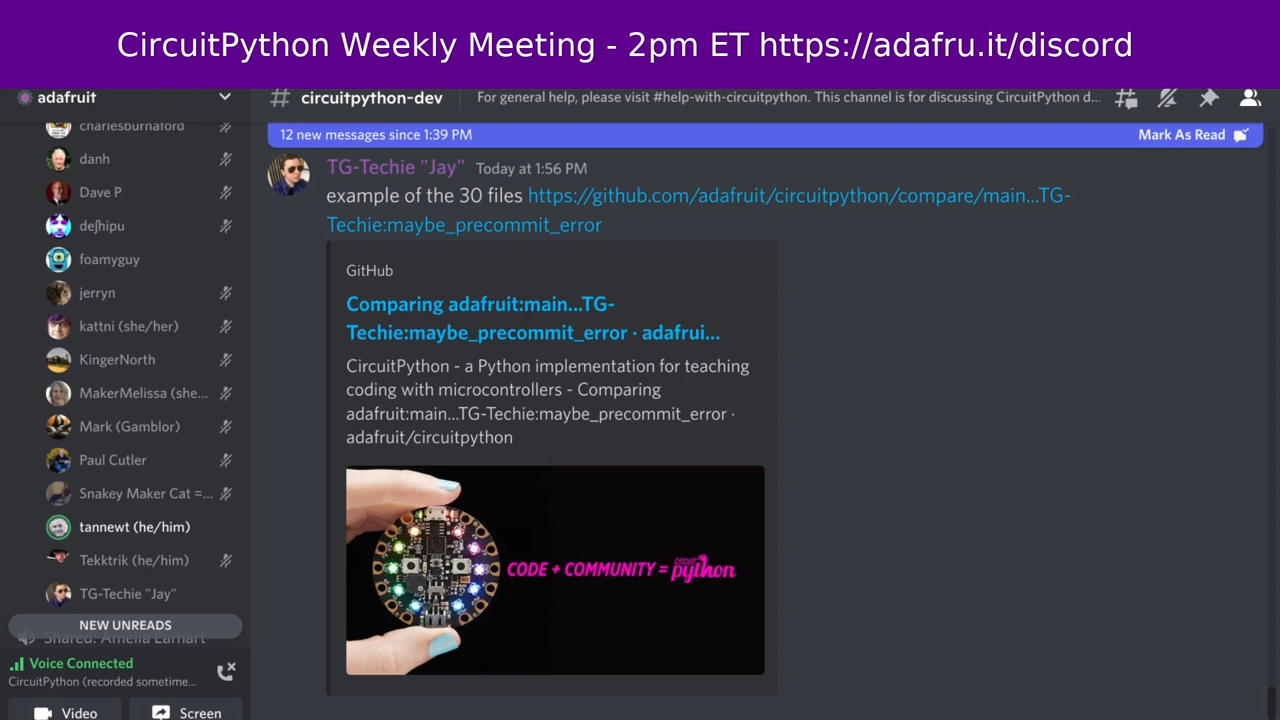 CircuitPython Weekly Meeting - 2pm ET https://adafru.it/discord
adafruit
charlesburnaford
danh
Dave P
deʃhipu
foamyguy
jerryn
kattni (she/her)
KingerNorth
MakerMelissa (she...
Mark (Gamblor)
Paul Cutler
Snakey Maker Cat =...
tannewt (he/him)
Tekktrik (he/him)
TG-Techie "Jay"
NEW UNREADS
Shared: Amelia Earhart
Voice Connected
CircuitPython (recorded sometime...
Video
Screen
# circuitpython-dev
For general help, please visit #help-with-circuitpython. This channel is for discussing CircuitPython d...
12 new messages since 1:39 PM
Mark As Read
TG-Techie "Jay" Today at 1:56 PM
example of the 30 files https://github.com/adafruit/circuitpython/compare/main...TG-
Techie:maybe_precommit_error
GitHub
Comparing adafruit:main...TG-
Techie:maybe_precommit_error · adafrui...
CircuitPython - a Python implementation for teaching
coding with microcontrollers - Comparing
adafruit:main...TG-Techie:maybe_precommit_error ·
adafruit/circuitpython
CODE + COMMUNITY = circuit python